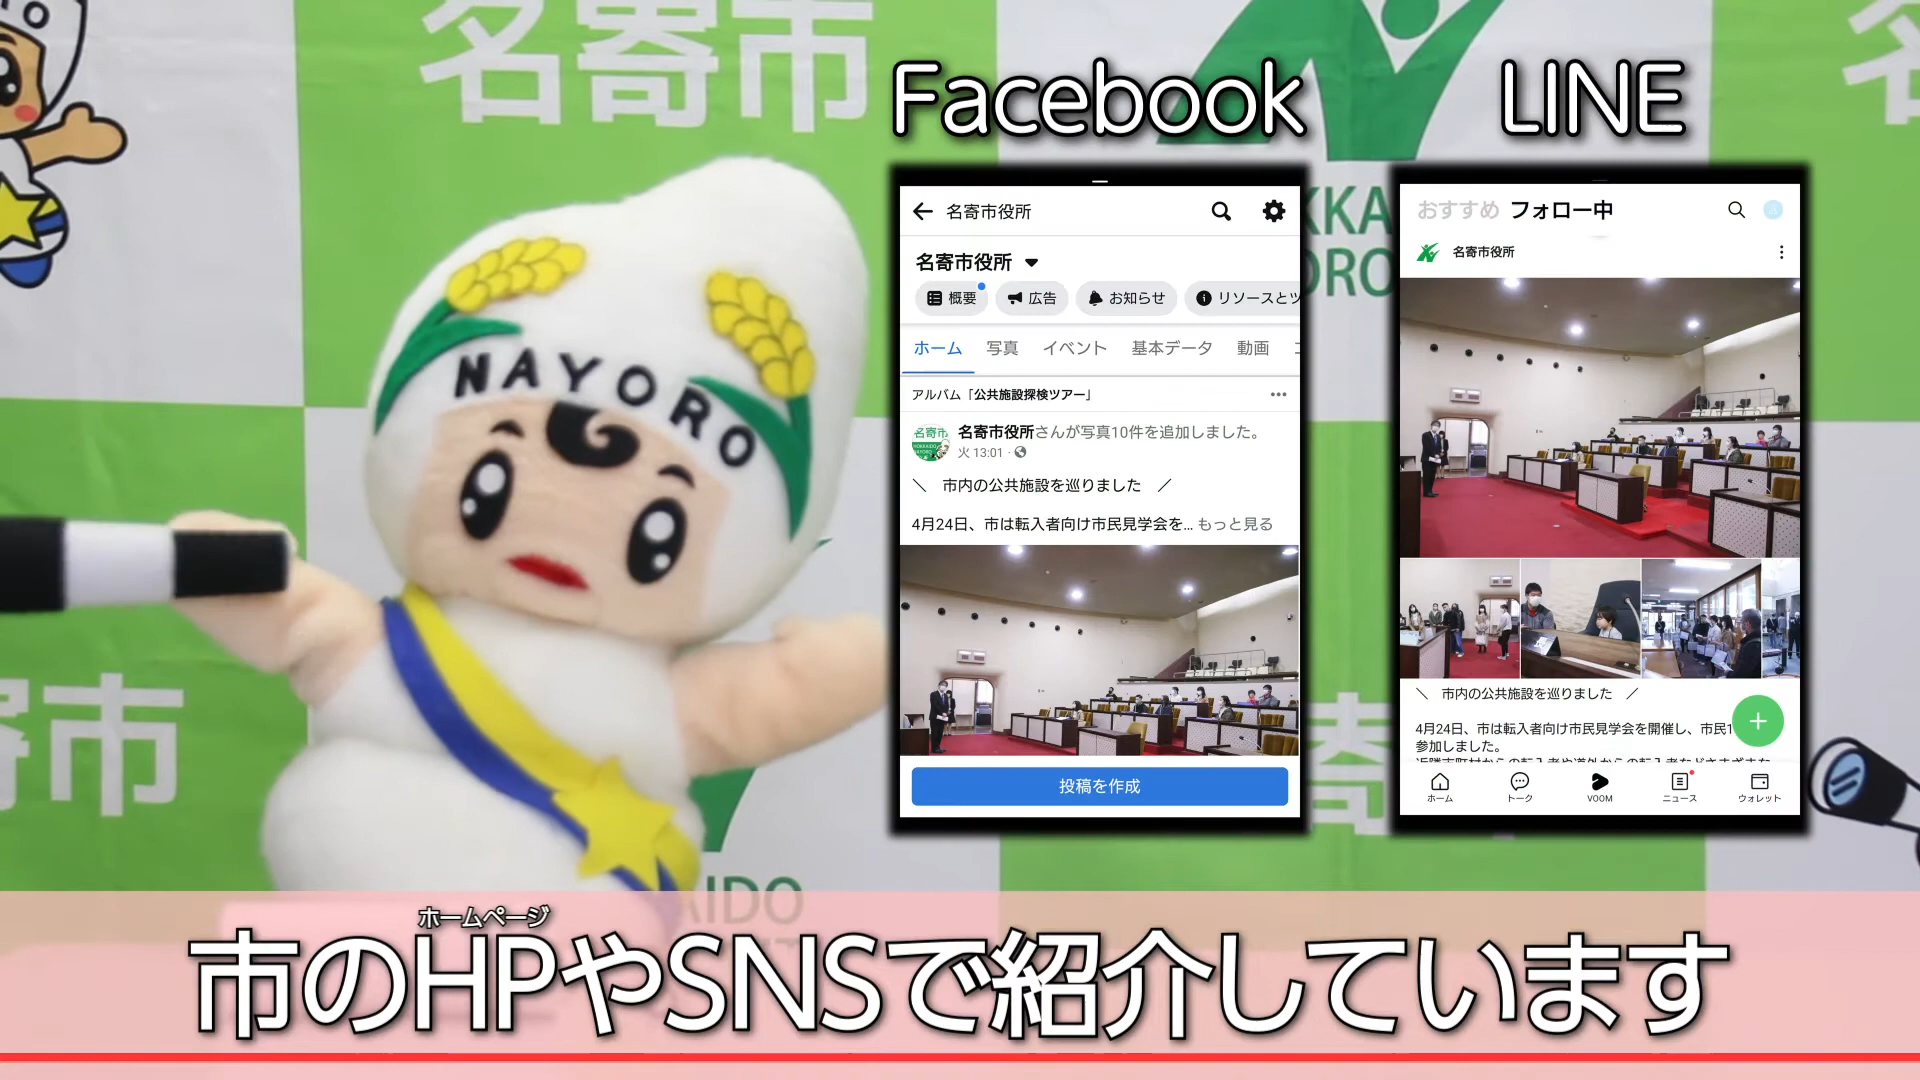 名寄市
Facebook
LINE
NAYORO
名寄市役所
名寄市役所
概要
広告
お知らせ
リソースとツ
ホーム
写真
イベント
基本データ
動画
アルバム「公共施設探検ツアー」
名寄市
名寄市役所さんが写真10件を追加しました。
火 13:01
＼ 市内の公共施設を巡りました ／
4月24日、市は転入者向け市民見学会を… もっと見る
投稿を作成
おすすめ フォロー中
名寄市役所
＼ 市内の公共施設を巡りました ／
4月24日、市は転入者向け市民見学会を開催し、市民1
参加しました。
ホーム
トーク
VOOM
ニュース
ウォレット
寄市
ホームページ
市のHPやSNSで紹介しています